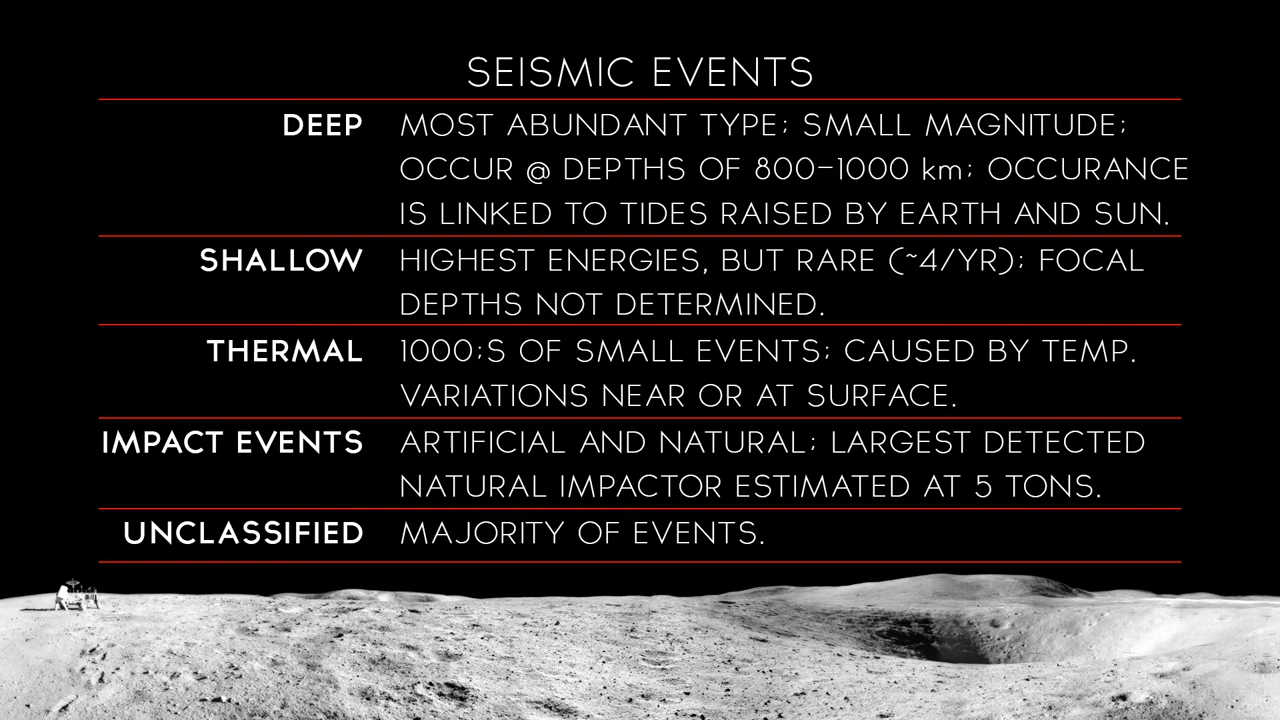 SEISMIC EVENTS
DEEP MOST ABUNDANT TYPE; SMALL MAGNITUDE;
OCCUR @ DEPTHS OF 800–1000 km; OCCURANCE
IS LINKED TO TIDES RAISED BY EARTH AND SUN.
SHALLOW HIGHEST ENERGIES, BUT RARE (~4/YR); FOCAL
DEPTHS NOT DETERMINED.
THERMAL 1000;S OF SMALL EVENTS; CAUSED BY TEMP.
VARIATIONS NEAR OR AT SURFACE.
IMPACT EVENTS ARTIFICIAL AND NATURAL; LARGEST DETECTED
NATURAL IMPACTOR ESTIMATED AT 5 TONS.
UNCLASSIFIED MAJORITY OF EVENTS.